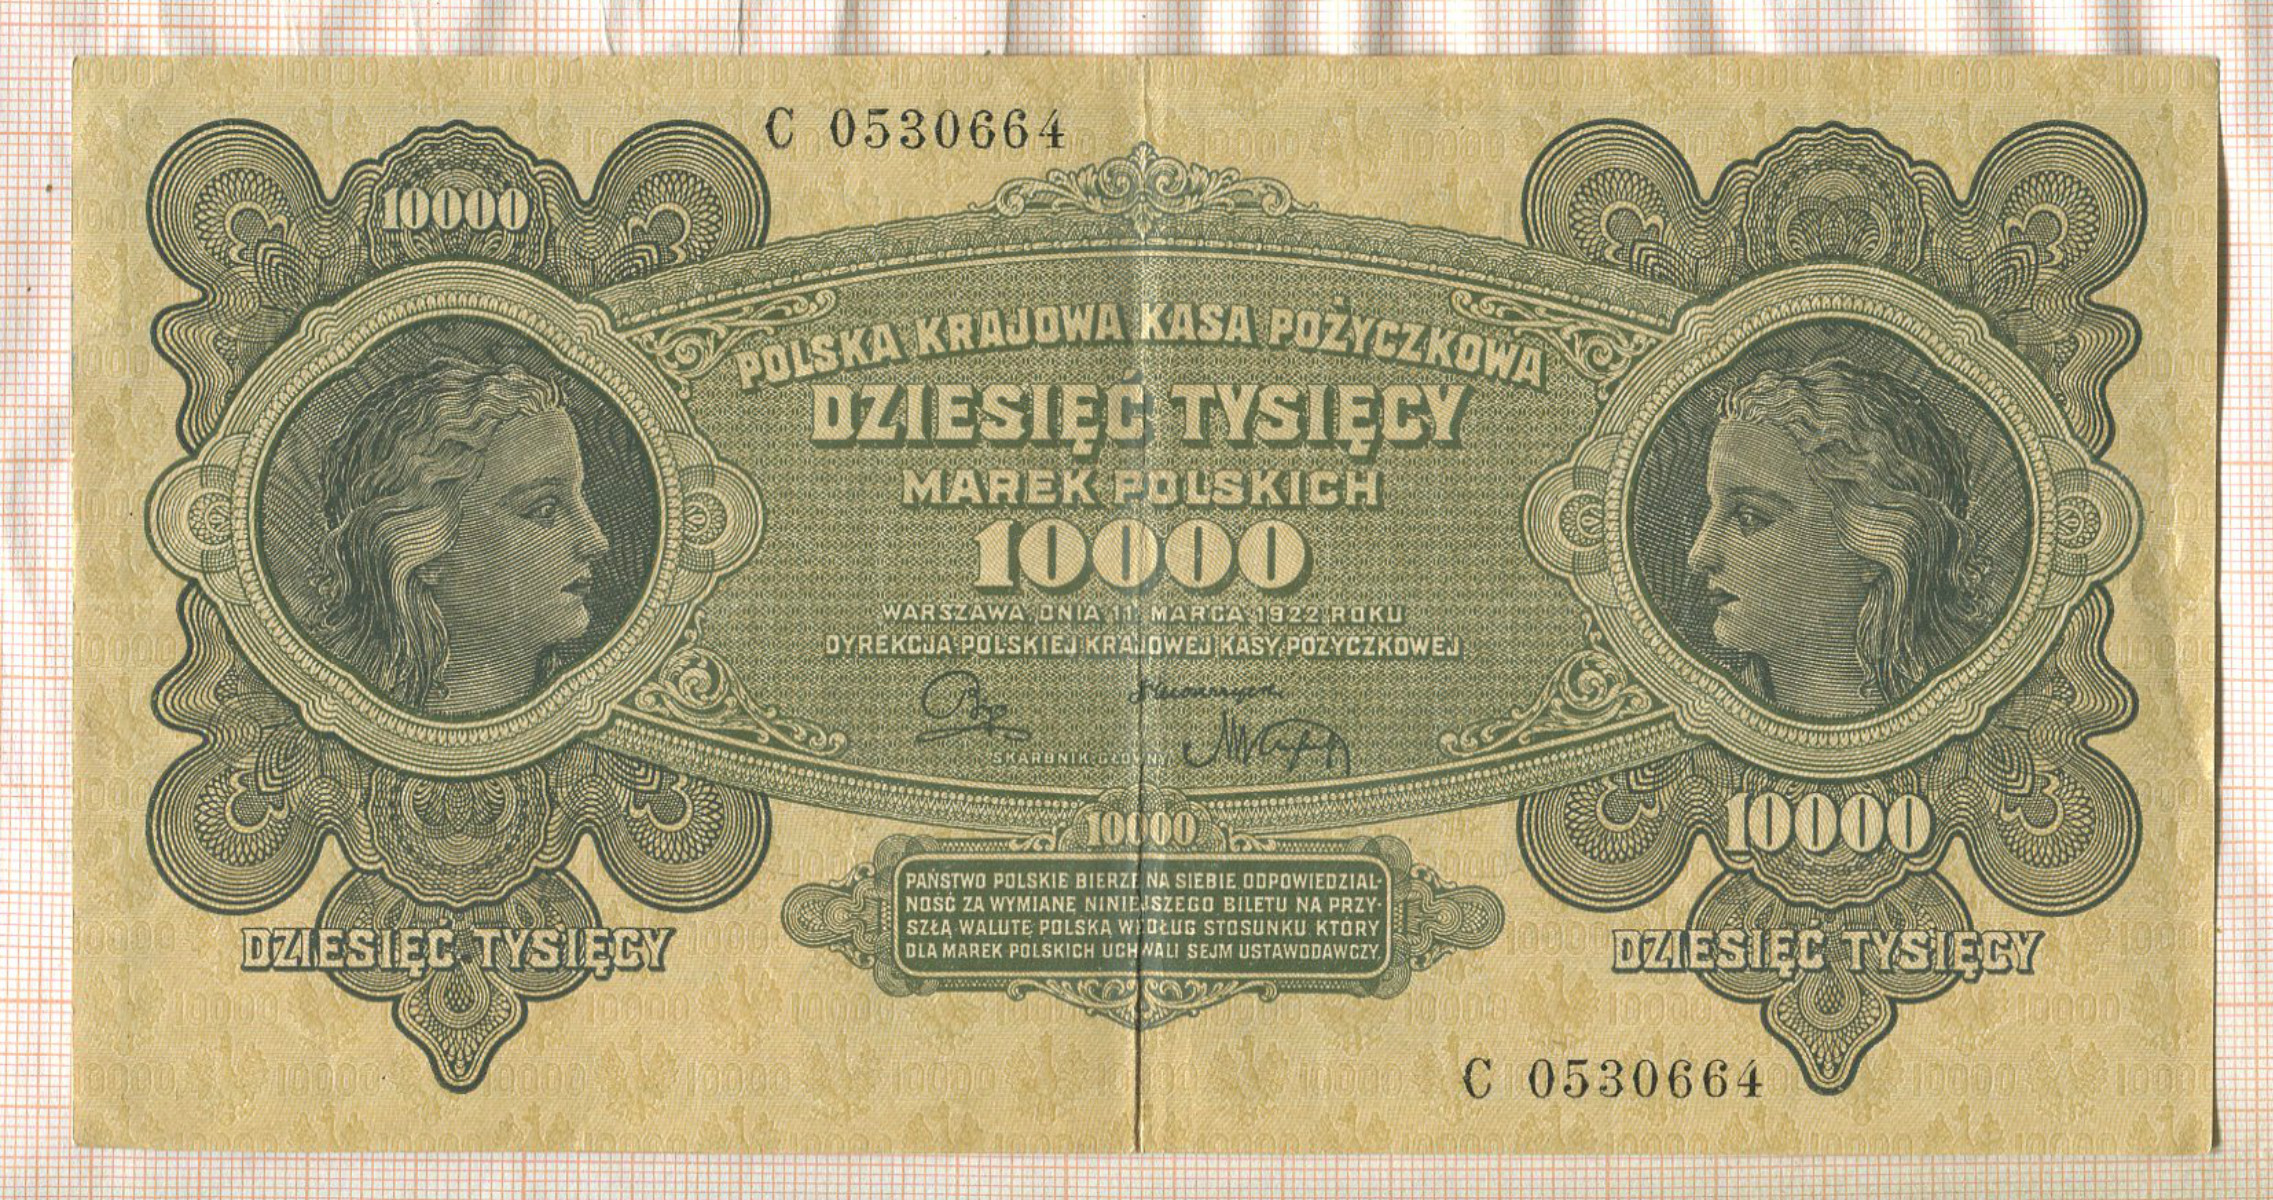 C 0530664
10000
POLSKA KRAJOWA KASA POŻYCZKOWA
DZIESIĘĆ TYSIĘCY
MAREK POLSKICH
10000
WARSZAWA, DNIA 11 MARCA 1922 ROKU
DYREKCJA POLSKIEJ KRAJOWEJ KASY POŻYCZKOWEJ
SKARBNIK GŁÓWNY
10000
10000
PAŃSTWO POLSKIE BIERZE NA SIEBIE ODPOWIEDZIAL-
NOŚĆ ZA WYMIANĘ NINIEJSZEGO BILETU NA PRZY-
SZŁĄ WALUTĘ POLSKĄ WEDŁUG STOSUNKU KTÓRY
DLA MAREK POLSKICH UCHWALI SEJM USTAWODAWCZY.
DZIESIĘĆ TYSIĘCY
DZIESIĘĆ TYSIĘCY
C 0530664